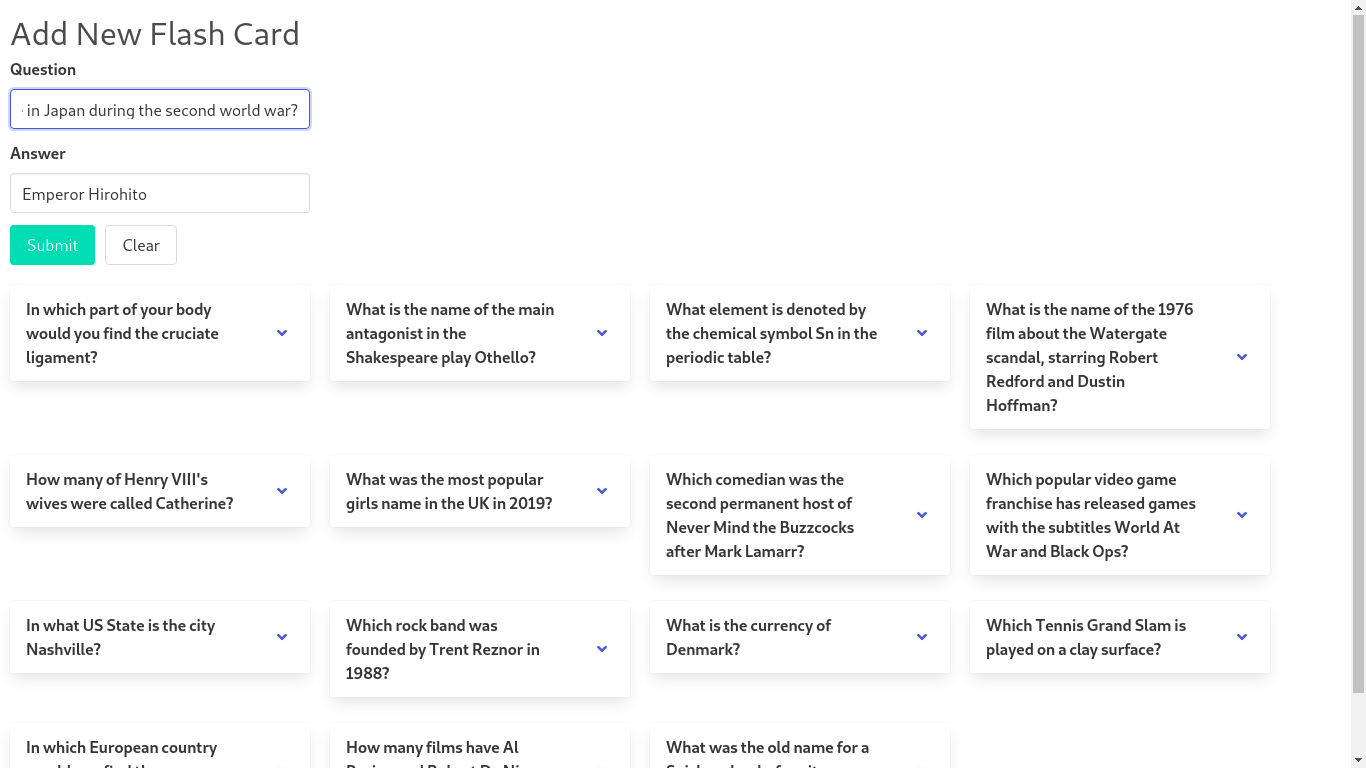 Add New Flash Card
Question
in Japan during the second world war?
Answer
Emperor Hirohito
Submit
Clear
In which part of your body
would you find the cruciate
ligament?
What is the name of the main
antagonist in the
Shakespeare play Othello?
What element is denoted by
the chemical symbol Sn in the
periodic table?
What is the name of the 1976
film about the Watergate
scandal, starring Robert
Redford and Dustin
Hoffman?
How many of Henry VIII's
wives were called Catherine?
What was the most popular
girls name in the UK in 2019?
Which comedian was the
second permanent host of
Never Mind the Buzzcocks
after Mark Lamarr?
Which popular video game
franchise has released games
with the subtitles World At
War and Black Ops?
In what US State is the city
Nashville?
Which rock band was
founded by Trent Reznor in
1988?
What is the currency of
Denmark?
Which Tennis Grand Slam is
played on a clay surface?
In which European country
How many films have Al
What was the old name for a